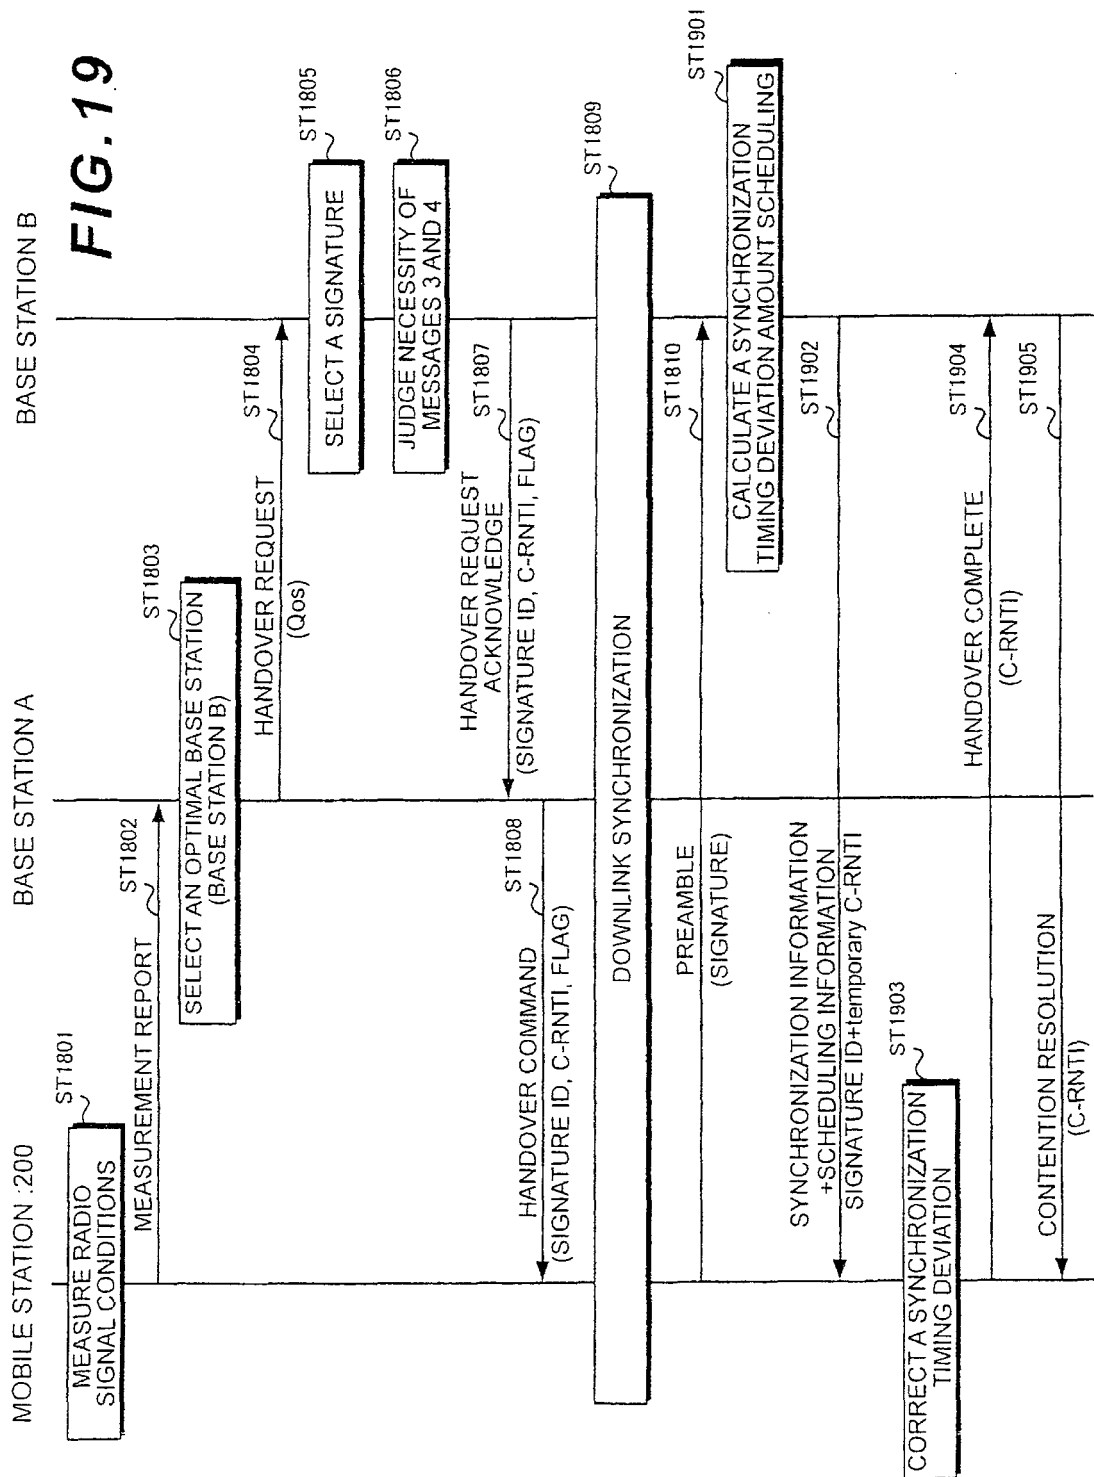 FIG.19
MOBILE STATION :200
BASE STATION A
BASE STATION B
ST1801
MEASURE RADIO
SIGNAL CONDITIONS
MEASUREMENT REPORT
ST1802
ST1803
SELECT AN OPTIMAL BASE STATION
(BASE STATION B)
HANDOVER REQUEST
(Qos)
ST1804
ST1805
SELECT A SIGNATURE
ST1806
JUDGE NECESSITY OF
MESSAGES 3 AND 4
HANDOVER REQUEST
ACKNOWLEDGE
(SIGNATURE ID, C-RNTI, FLAG)
ST1807
HANDOVER COMMAND
(SIGNATURE ID, C-RNTI, FLAG)
ST1808
ST1809
DOWNLINK SYNCHRONIZATION
PREAMBLE
(SIGNATURE)
ST1810
ST1901
CALCULATE A SYNCHRONIZATION
TIMING DEVIATION AMOUNT SCHEDULING
SYNCHRONIZATION INFORMATION
+SCHEDULING INFORMATION
SIGNATURE ID+temporary C-RNTI
ST1902
ST1903
CORRECT A SYNCHRONIZATION
TIMING DEVIATION
HANDOVER COMPLETE
(C-RNTI)
ST1904
CONTENTION RESOLUTION
(C-RNTI)
ST1905